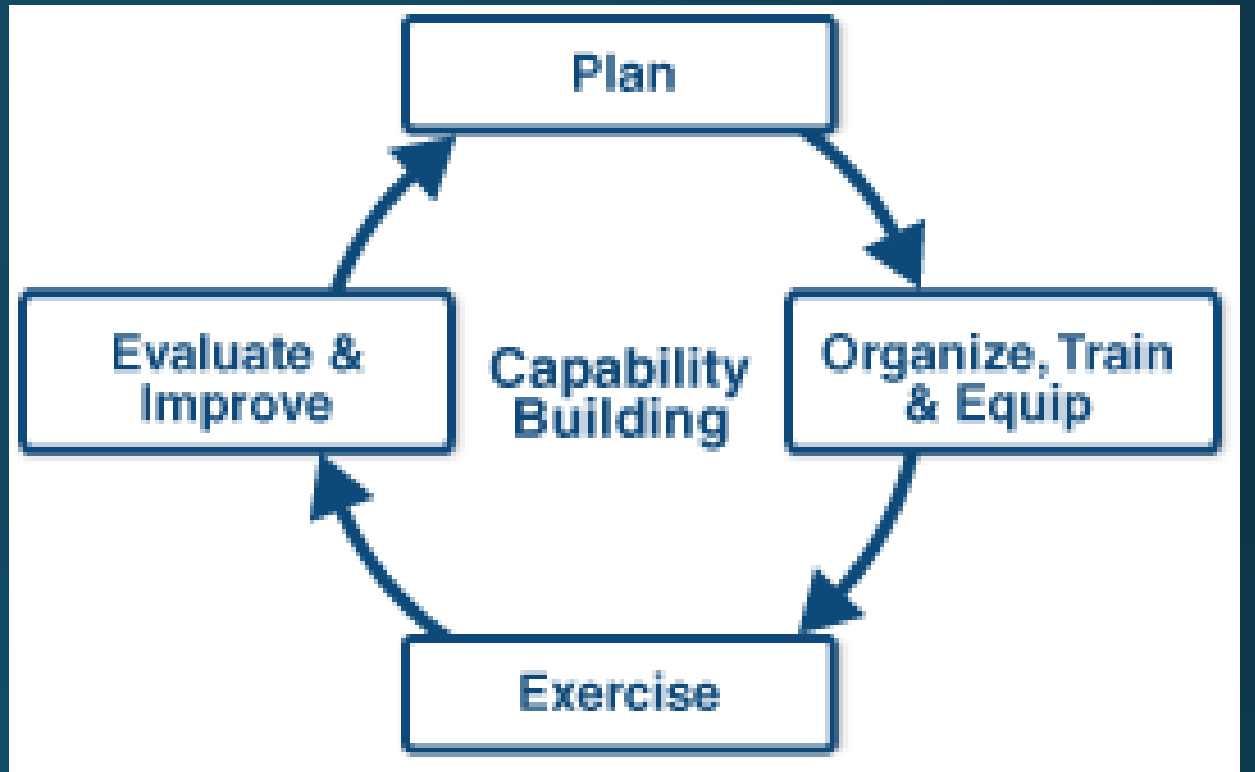 Plan
Organize, Train
& Equip
Exercise
Evaluate &
Improve
Capability
Building